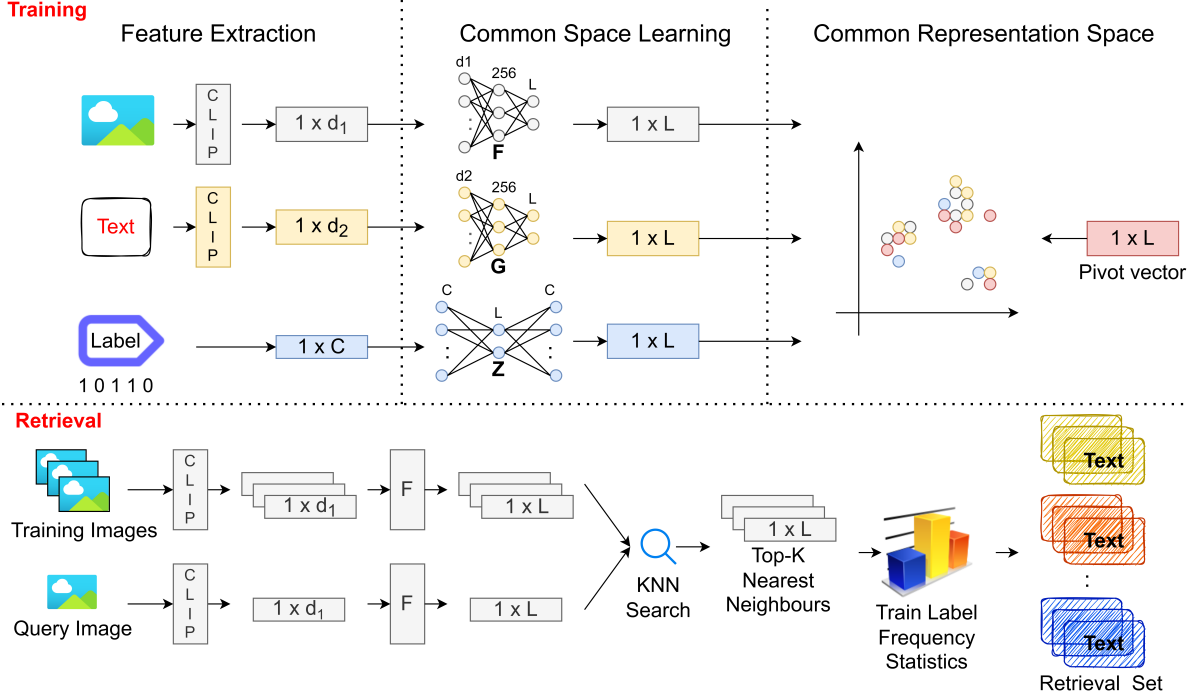 Training
Feature Extraction
Common Space Learning
Common Representation Space
C
L
I
P
1 x d1
d1
256
L
F
1 x L
Text
C
L
I
P
1 x d2
d2
256
L
G
1 x L
1 x L
Pivot vector
Label
1 0 1 1 0
1 x C
C
L
C
Z
1 x L
Retrieval
Training Images
C
L
I
P
1 x d1
F
1 x L
Query Image
C
L
I
P
1 x d1
F
1 x L
KNN
Search
1 x L
Top-K
Nearest
Neighbours
Train Label
Frequency
Statistics
Text
Text
Text
Retrieval Set